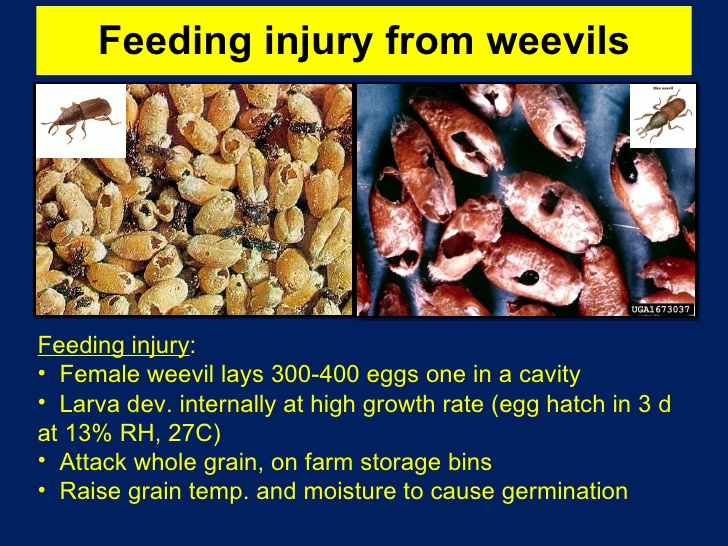 Feeding injury from weevils
Rice weevil
UGA1673037
Feeding injury:
• Female weevil lays 300-400 eggs one in a cavity
• Larva dev. internally at high growth rate (egg hatch in 3 d
at 13% RH, 27C)
• Attack whole grain, on farm storage bins
• Raise grain temp. and moisture to cause germination